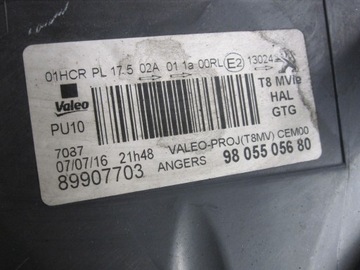 01HCR PL 17.5 02A 01 1a 00RL E2 13024
Valeo
T8 MVIe
HAL
GTG
PU10
7087
07/07/16 21h48
VALEO-PROJ(T8MV) CEM00
ANGERS
98 055 056 80
89907703